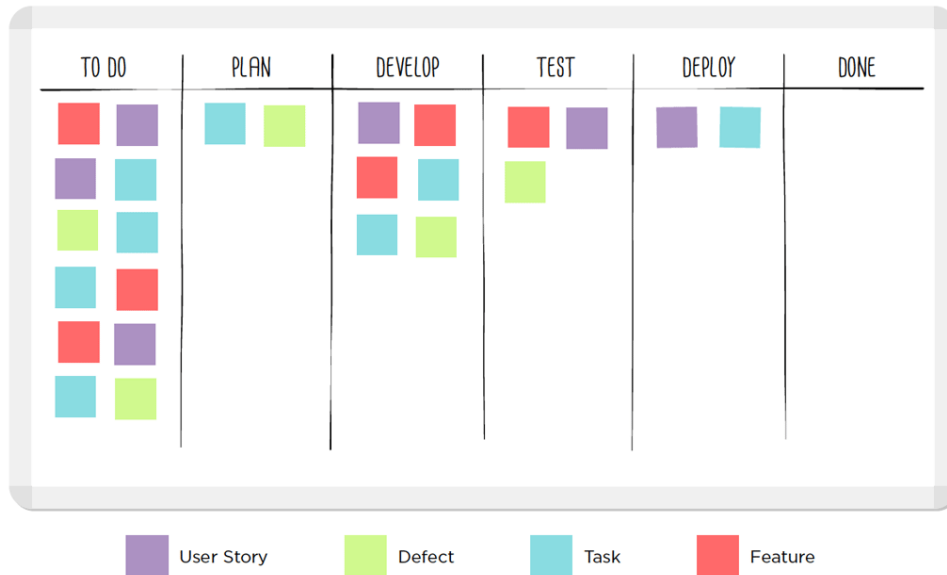 TO DO
PLAN
DEVELOP
TEST
DEPLOY
DONE
User Story
Defect
Task
Feature